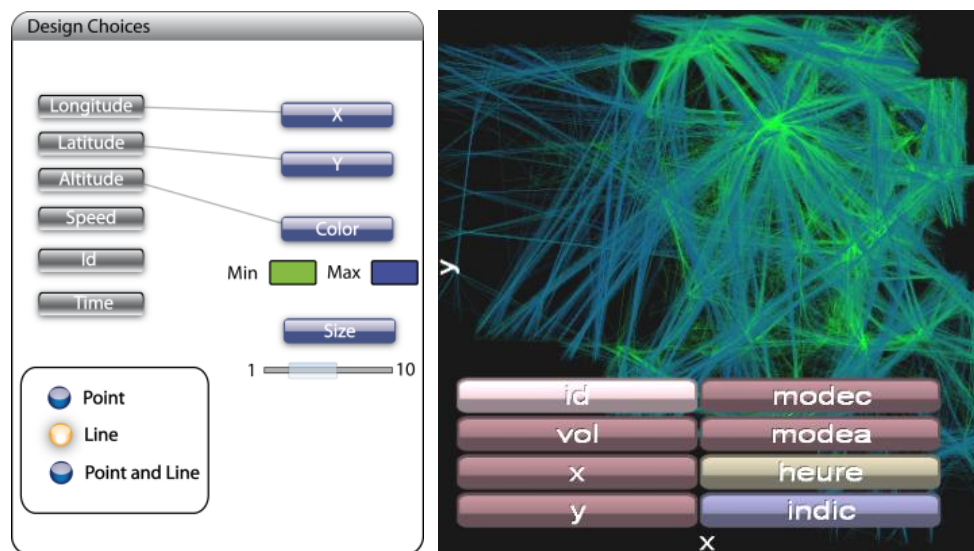 Design Choices
Longitude
X
Latitude
Y
Altitude
Speed
Color
Id
Min
Max
Time
Size
1
10
Point
Line
Point and Line
y
id
modec
vol
modea
x
heure
y
indic
x